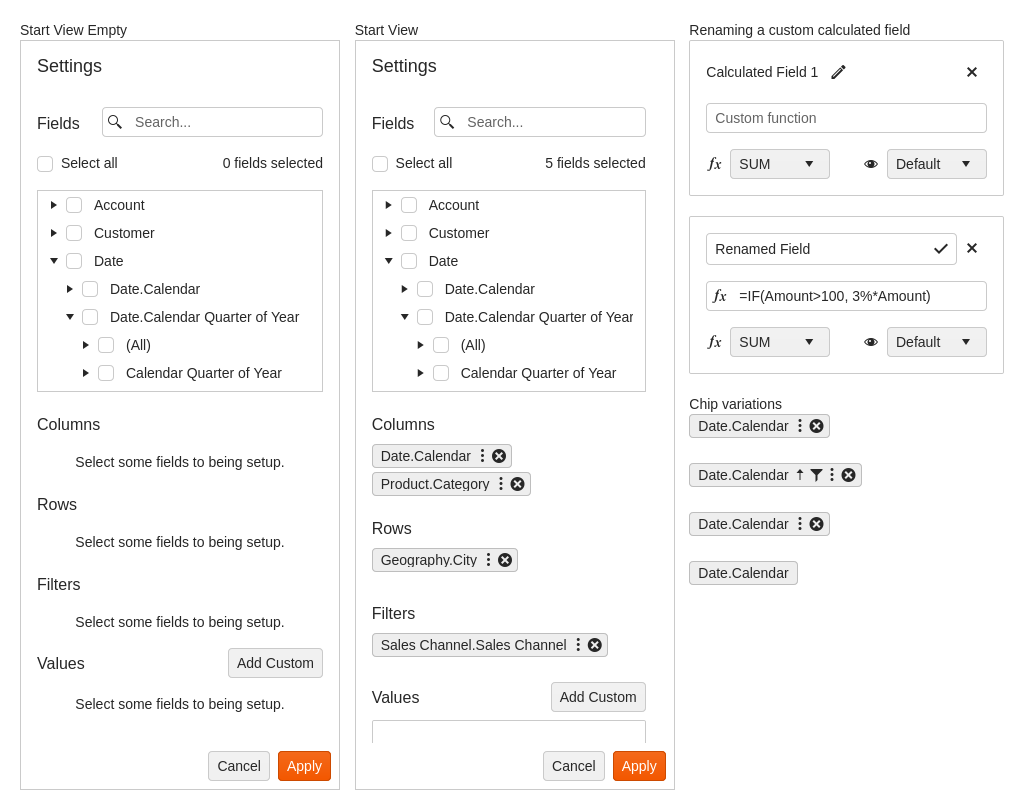 Start View Empty
Settings
Fields
Search...
Select all
0 fields selected
Account
Customer
Date
Date.Calendar
Date.Calendar Quarter of Year
(All)
Calendar Quarter of Year
Columns
Select some fields to being setup.
Rows
Select some fields to being setup.
Filters
Select some fields to being setup.
Values
Add Custom
Select some fields to being setup.
Cancel
Apply
Start View
Settings
Fields
Search...
Select all
5 fields selected
Account
Customer
Date
Date.Calendar
Date.Calendar Quarter of Year
(All)
Calendar Quarter of Year
Columns
Date.Calendar
Product.Category
Rows
Geography.City
Filters
Sales Channel.Sales Channel
Values
Add Custom
Cancel
Apply
Renaming a custom calculated field
Calculated Field 1
Custom function
fx
SUM
Default
Renamed Field
fx =IF(Amount>100, 3%*Amount)
fx
SUM
Default
Chip variations
Date.Calendar
Date.Calendar
Date.Calendar
Date.Calendar